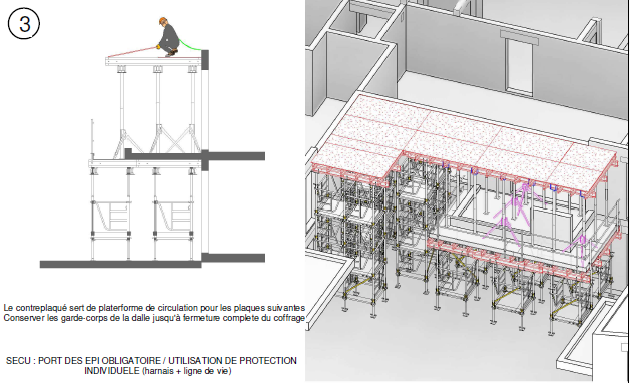 3
Le contreplaqué sert de platerforme de circulation pour les plaques suivantes
Conserver les garde-corps de la dalle jusqu'à fermeture complete du coffrage
SECU : PORT DES EPI OBLIGATOIRE / UTILISATION DE PROTECTION
INDIVIDUELE (harnais + ligne de vie)